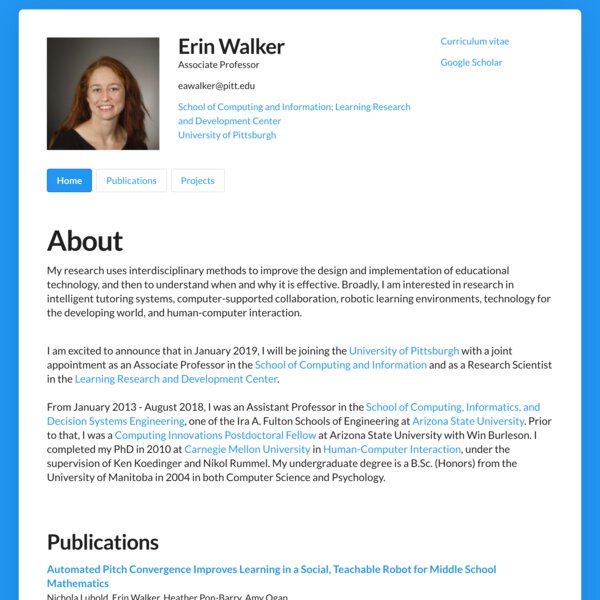 Erin Walker
Associate Professor
eawalker@pitt.edu
School of Computing and Information; Learning Research
and Development Center
University of Pittsburgh
Curriculum vitae
Google Scholar
Home
Publications
Projects
About
My research uses interdisciplinary methods to improve the design and implementation of educational
technology, and then to understand when and why it is effective. Broadly, I am interested in research in
intelligent tutoring systems, computer-supported collaboration, robotic learning environments, technology for
the developing world, and human-computer interaction.
I am excited to announce that in January 2019, I will be joining the University of Pittsburgh with a joint
appointment as an Associate Professor in the School of Computing and Information and as a Research Scientist
in the Learning Research and Development Center.
From January 2013 - August 2018, I was an Assistant Professor in the School of Computing, Informatics, and
Decision Systems Engineering, one of the Ira A. Fulton Schools of Engineering at Arizona State University. Prior
to that, I was a Computing Innovations Postdoctoral Fellow at Arizona State University with Win Burleson. I
completed my PhD in 2010 at Carnegie Mellon University in Human-Computer Interaction, under the
supervision of Ken Koedinger and Nikol Rummel. My undergraduate degree is a B.Sc. (Honors) from the
University of Manitoba in 2004 in both Computer Science and Psychology.
Publications
Automated Pitch Convergence Improves Learning in a Social, Teachable Robot for Middle School
Mathematics
Nichola Lubold, Erin Walker, Heather Pon-Barry, Amy Ogan